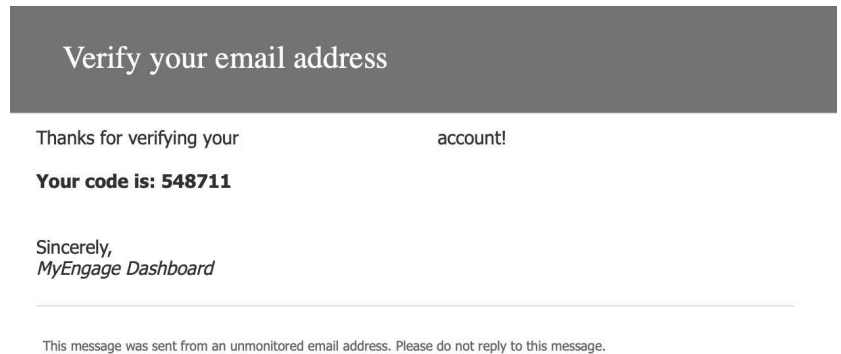 Verify your email address
Thanks for verifying your account!
Your code is: 548711
Sincerely,
MyEngage Dashboard
This message was sent from an unmonitored email address. Please do not reply to this message.